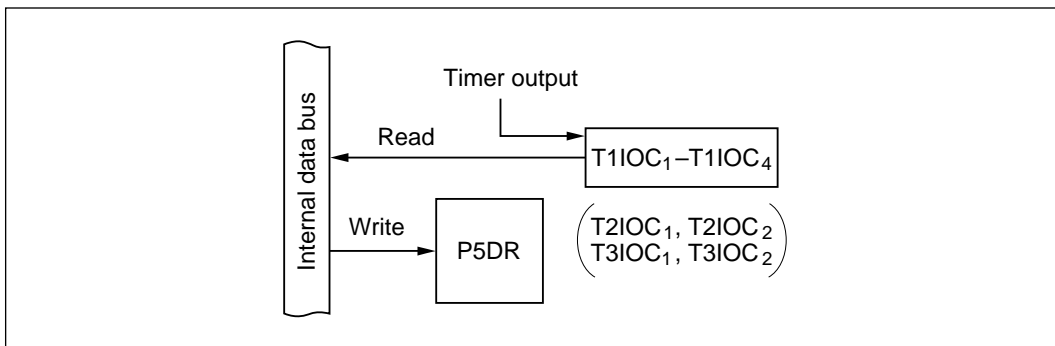 Timer output
Internal data bus
Read
T1IOC₁–T1IOC₄
Write
P5DR
T2IOC₁, T2IOC₂
T3IOC₁, T3IOC₂